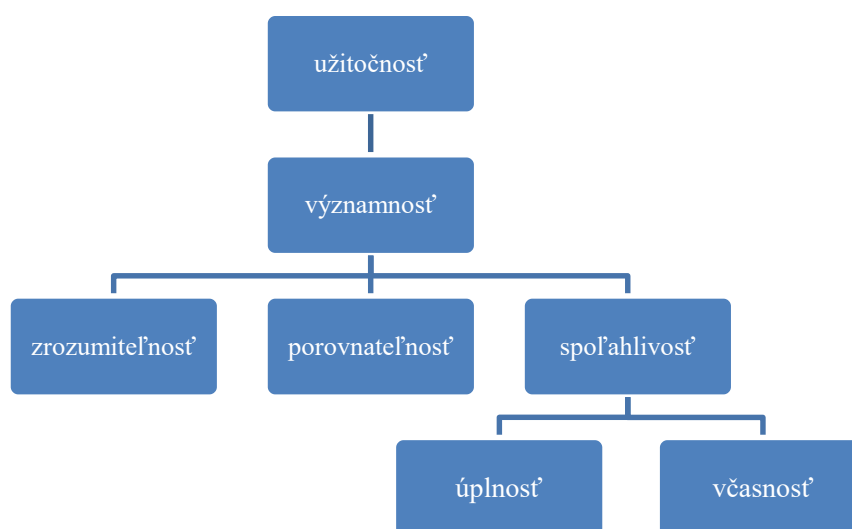 užitočnosť
významnosť
zrozumiteľnosť
porovnateľnosť
spoľahlivosť
úplnosť
včasnosť